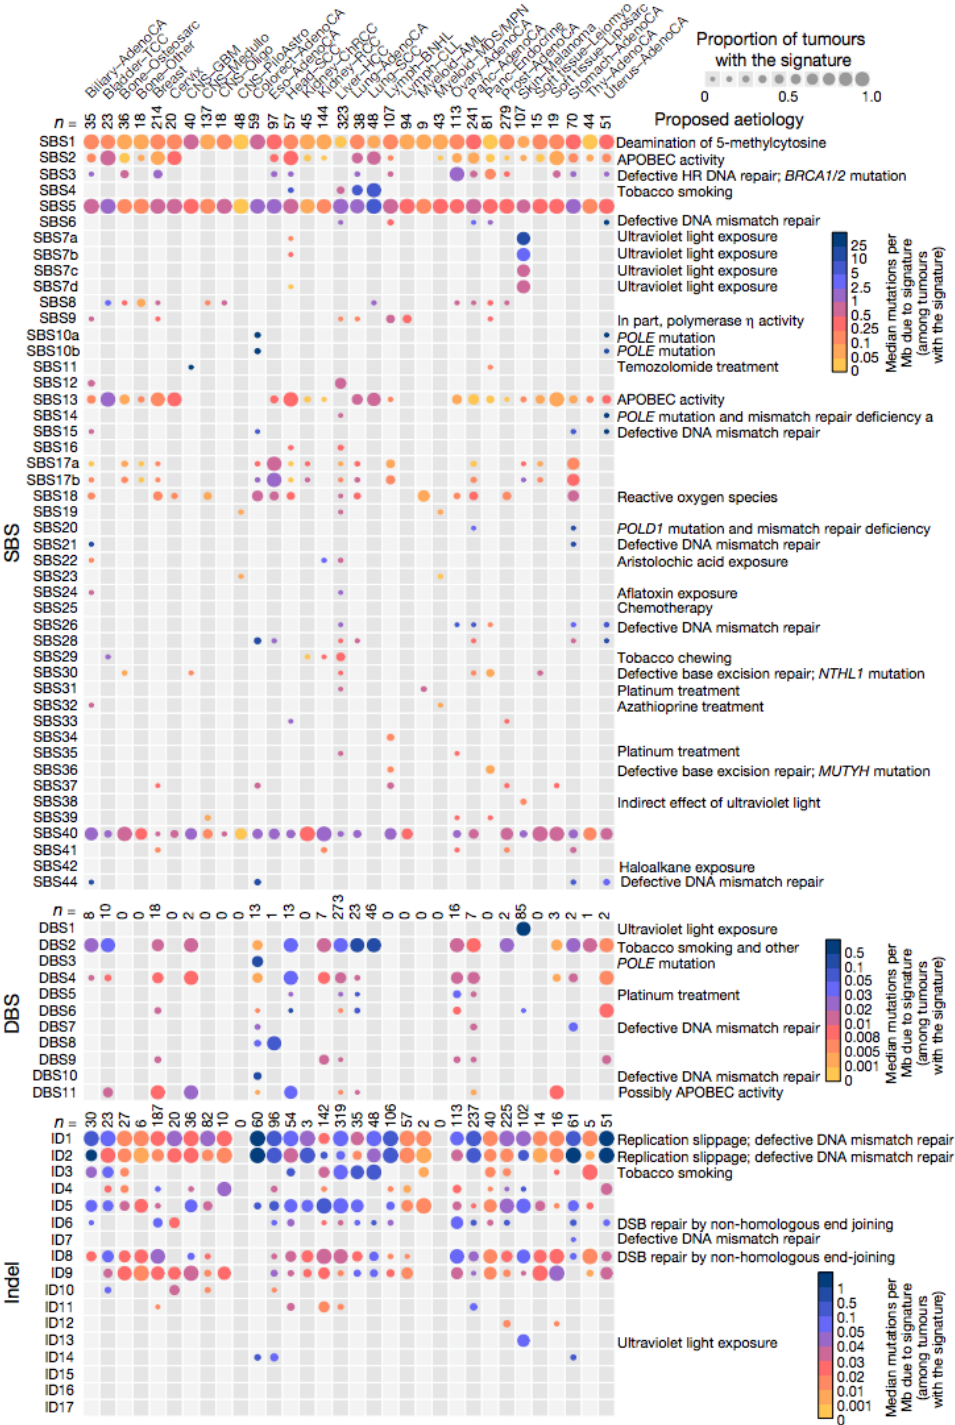 Biliary–AdenoCA
Bladder–TCC
Bone–Osteosarc
Bone–Other
Breast
Cervix
CNS–GBM
CNS–Medullo
CNS–Oligo
CNS–PiloAstro
Colorect–AdenoCA
Eso–AdenoCA
Head–SCC
Kidney–ChRCC
Kidney–RCC
Liver–HCC
Lung–AdenoCA
Lung–SCC
Lymph–BNHL
Lymph–CLL
Myeloid–AML
Myeloid–MDS/MPN
Ovary–AdenoCA
Panc–AdenoCA
Panc–Endocrine
Prost–AdenoCA
Skin–Melanoma
SoftTissue–Leiomyo
SoftTissue–Liposarc
Stomach–AdenoCA
Thy–AdenoCA
Uterus–AdenoCA
Proportion of tumours
with the signature
0 0.5 1.0
n = 35 23 36 18 214 20 40 137 18 48 59 97 57 45 144 323 38 48 107 94 9 43 113 241 81 279 107 15 19 70 44 51
Proposed aetiology
SBS
SBS1 Deamination of 5-methylcytosine
SBS2 APOBEC activity
SBS3 Defective HR DNA repair; BRCA1/2 mutation
SBS4 Tobacco smoking
SBS5
SBS6 Defective DNA mismatch repair
SBS7a Ultraviolet light exposure
SBS7b Ultraviolet light exposure
SBS7c Ultraviolet light exposure
SBS7d Ultraviolet light exposure
SBS8
SBS9 In part, polymerase η activity
SBS10a POLE mutation
SBS10b POLE mutation
SBS11 Temozolomide treatment
SBS12
SBS13 APOBEC activity
SBS14 POLE mutation and mismatch repair deficiency a
SBS15 Defective DNA mismatch repair
SBS16
SBS17a
SBS17b
SBS18 Reactive oxygen species
SBS19
SBS20 POLD1 mutation and mismatch repair deficiency
SBS21 Defective DNA mismatch repair
SBS22 Aristolochic acid exposure
SBS23
SBS24 Aflatoxin exposure
SBS25 Chemotherapy
SBS26 Defective DNA mismatch repair
SBS28
SBS29 Tobacco chewing
SBS30 Defective base excision repair; NTHL1 mutation
SBS31 Platinum treatment
SBS32 Azathioprine treatment
SBS33
SBS34
SBS35 Platinum treatment
SBS36 Defective base excision repair; MUTYH mutation
SBS37
SBS38 Indirect effect of ultraviolet light
SBS39
SBS40
SBS41
SBS42 Haloalkane exposure
SBS44 Defective DNA mismatch repair
25
10
5
2.5
1
0.5
0.25
0.1
0.05
0
Median mutations per
Mb due to signature
(among tumours
with the signature)
n = 8 10 0 0 18 0 2 0 0 0 13 1 13 0 7 273 23 46 0 0 0 0 16 7 0 2 85 0 3 2 1 2
DBS
DBS1 Ultraviolet light exposure
DBS2 Tobacco smoking and other
DBS3 POLE mutation
DBS4
DBS5 Platinum treatment
DBS6
DBS7 Defective DNA mismatch repair
DBS8
DBS9
DBS10 Defective DNA mismatch repair
DBS11 Possibly APOBEC activity
0.5
0.1
0.05
0.03
0.02
0.01
0.008
0.005
0.001
0
Median mutations per
Mb due to signature
(among tumours
with the signature)
n = 30 23 27 6 187 20 36 82 10 0 60 96 54 3 142 319 35 48 106 57 2 0 113 237 40 225 102 14 16 61 5 51
Indel
ID1 Replication slippage; defective DNA mismatch repair
ID2 Replication slippage; defective DNA mismatch repair
ID3 Tobacco smoking
ID4
ID5
ID6 DSB repair by non-homologous end joining
ID7 Defective DNA mismatch repair
ID8 DSB repair by non-homologous end-joining
ID9
ID10
ID11
ID12
ID13 Ultraviolet light exposure
ID14
ID15
ID16
ID17
1
0.5
0.1
0.05
0.04
0.03
0.02
0.01
0.001
0
Median mutations per
Mb due to signature
(among tumours
with the signature)